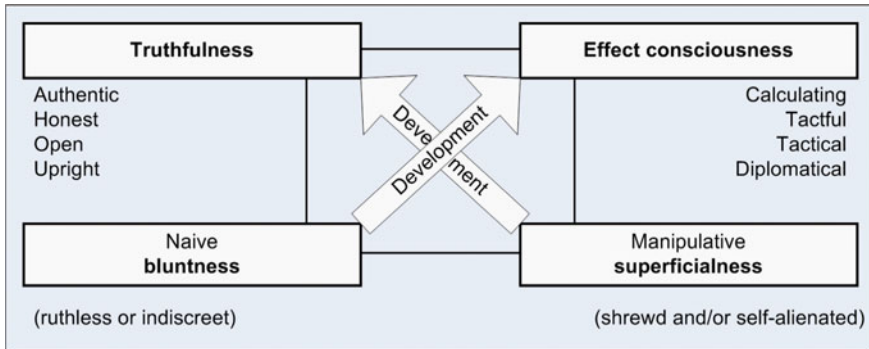 Truthfulness
Effect consciousness
Authentic
Honest
Open
Upright
Calculating
Tactful
Tactical
Diplomatical
Development
Development
Naive
bluntness
Manipulative
superficialness
(ruthless or indiscreet)
(shrewd and/or self-alienated)